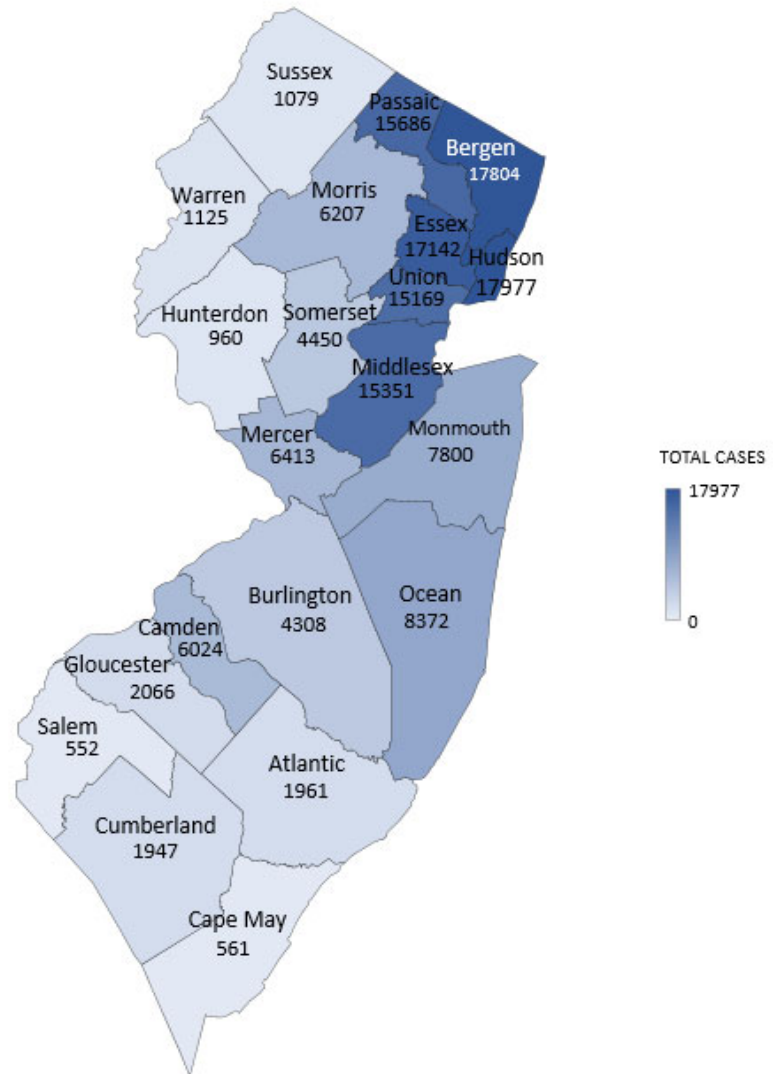 Sussex
1079
Passaic
15686
Bergen
17804
Warren
1125
Morris
6207
Essex
17142
Hudson
17977
Union
15169
Hunterdon
960
Somerset
4450
Middlesex
15351
Mercer
6413
Monmouth
7800
TOTAL CASES
17977
0
Burlington
4308
Ocean
8372
Camden
6024
Gloucester
2066
Salem
552
Atlantic
1961
Cumberland
1947
Cape May
561